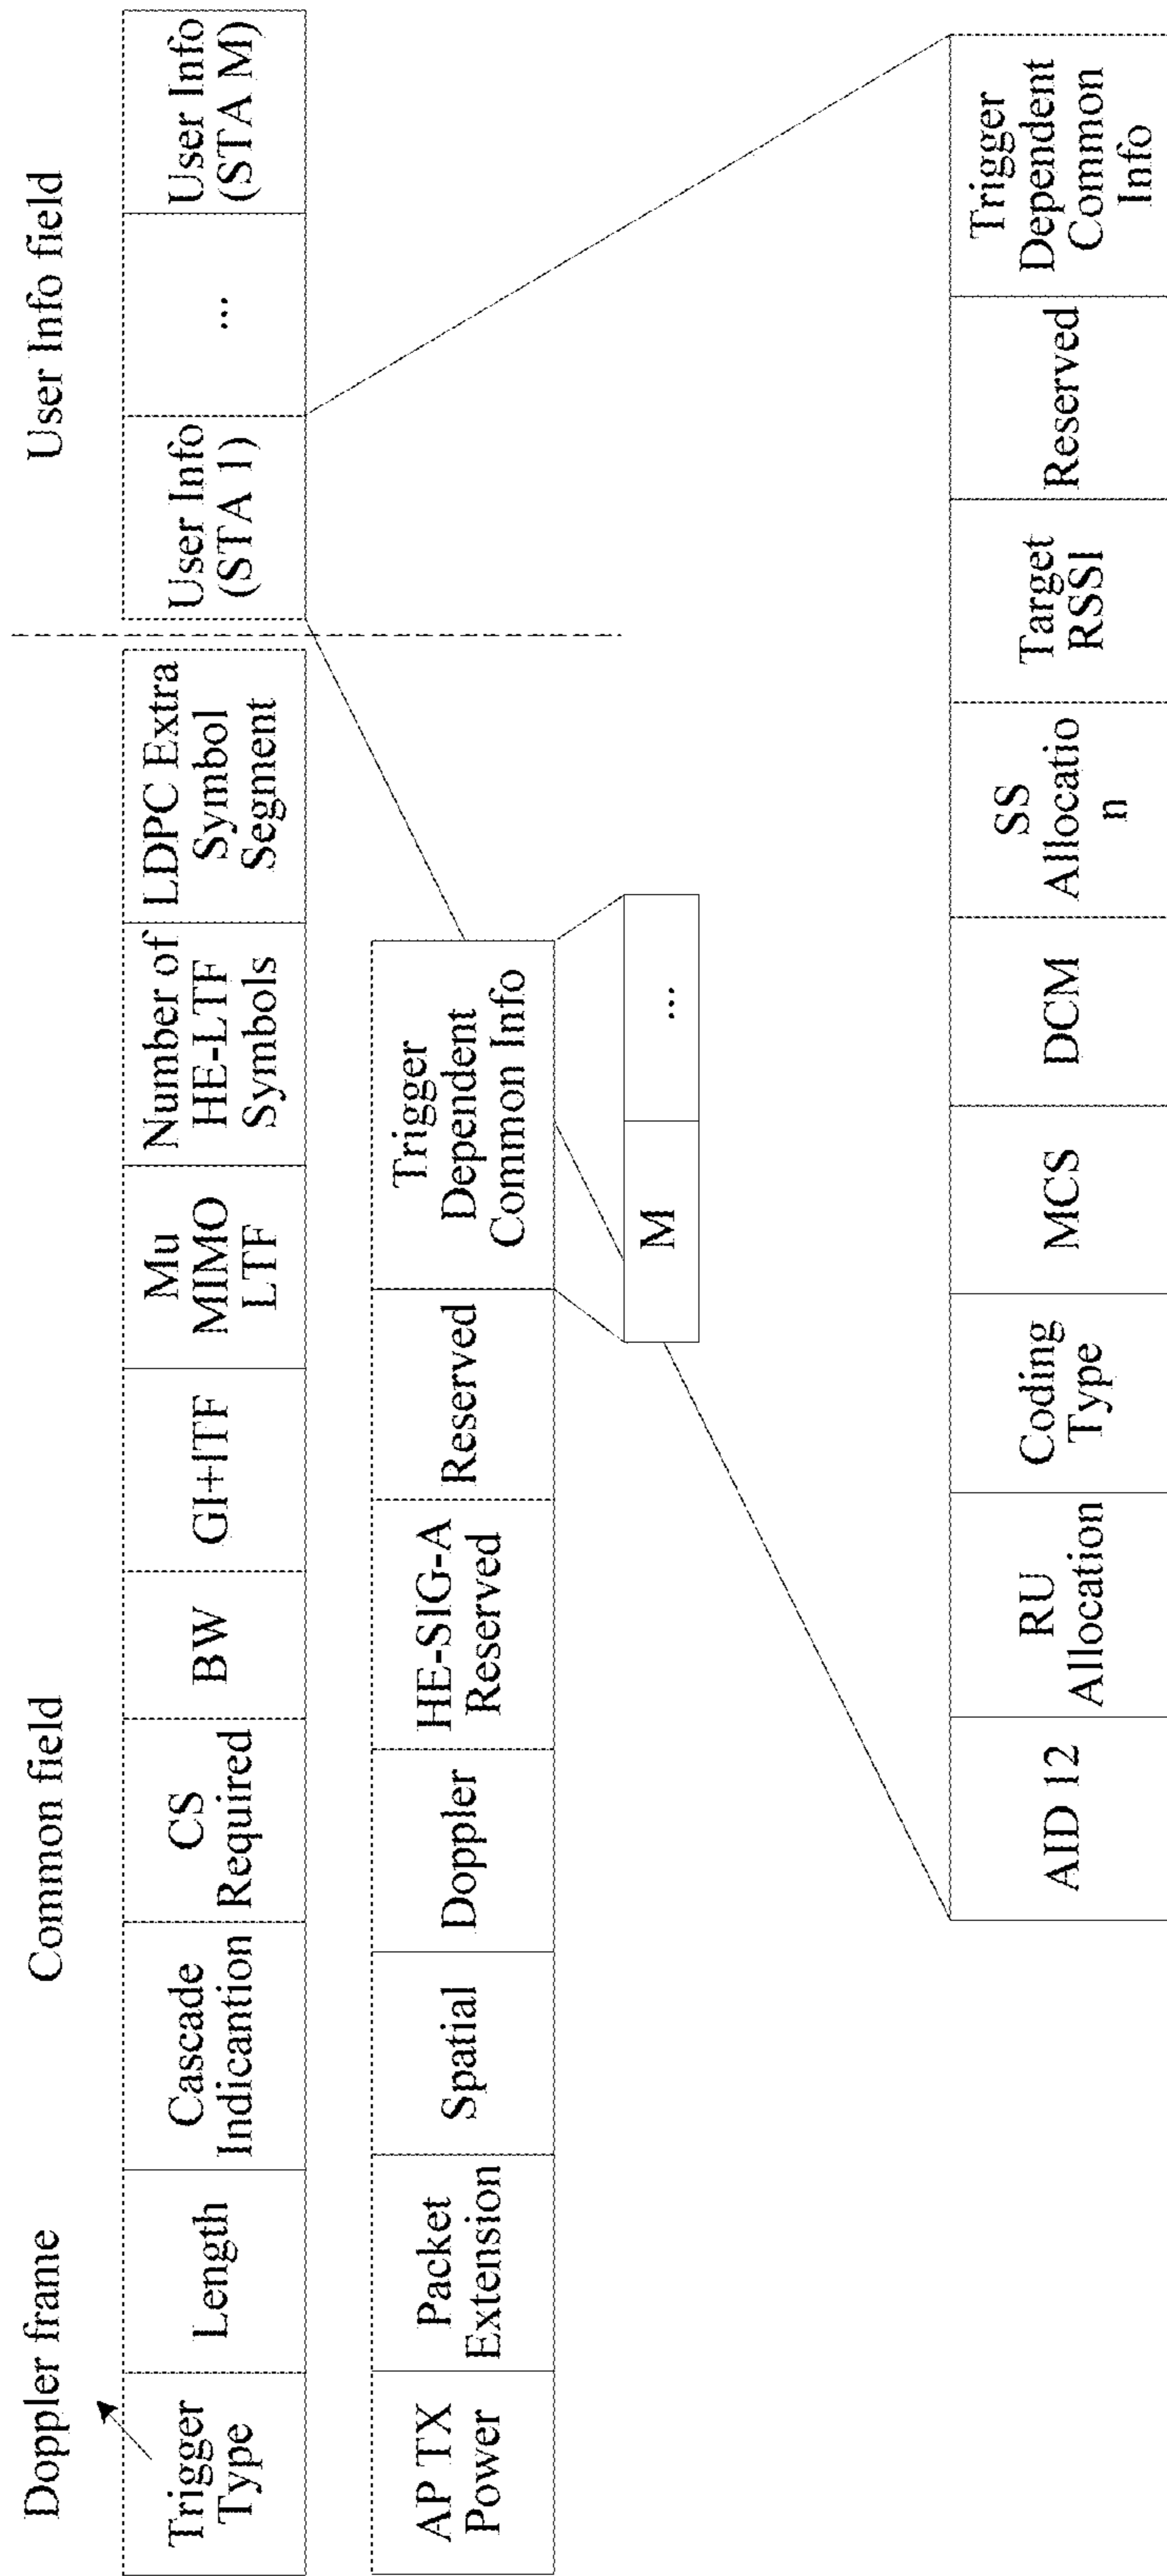 Doppler frame
Common field
User Info field
Trigger
Type
Length
Cascade
Indicantion
CS
Required
BW
GI+ITF
Mu
MIMO
LTF
Number of
HE-LTF
Symbols
LDPC Extra
Symbol
Segment
User Info
(STA 1)
...
User Info
(STA M)
AP TX
Power
Packet
Extension
Spatial
Doppler
HE-SIG-A
Reserved
Reserved
Trigger
Dependent
Common Info
M
...
AID 12
RU
Allocation
Coding
Type
MCS
DCM
SS
Allocatio
n
Target
RSSI
Reserved
Trigger
Dependent
Common
Info